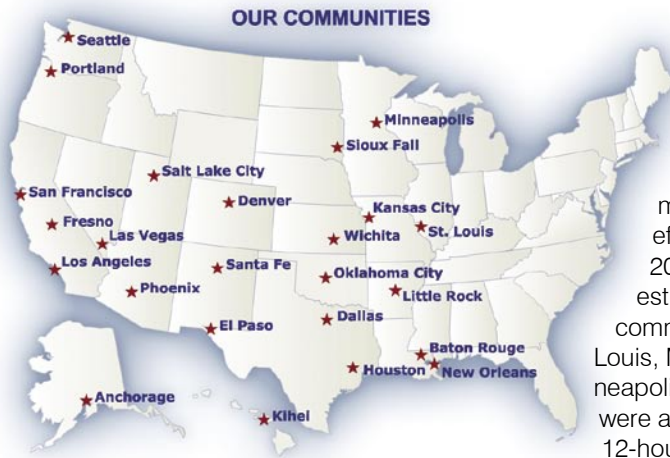 OUR COMMUNITIES
Seattle
Portland
Minneapolis
Sioux Fall
Salt Lake City
San Francisco
Denver
Kansas City
Fresno
St. Louis
Las Vegas
Wichita
Los Angeles
Santa Fe
Oklahoma City
Phoenix
Little Rock
El Paso
Dallas
Baton Rouge
Houston
New Orleans
Anchorage
Kihei
m
ef
20
est
comm
Louis, M
neapol
were a
12-hou